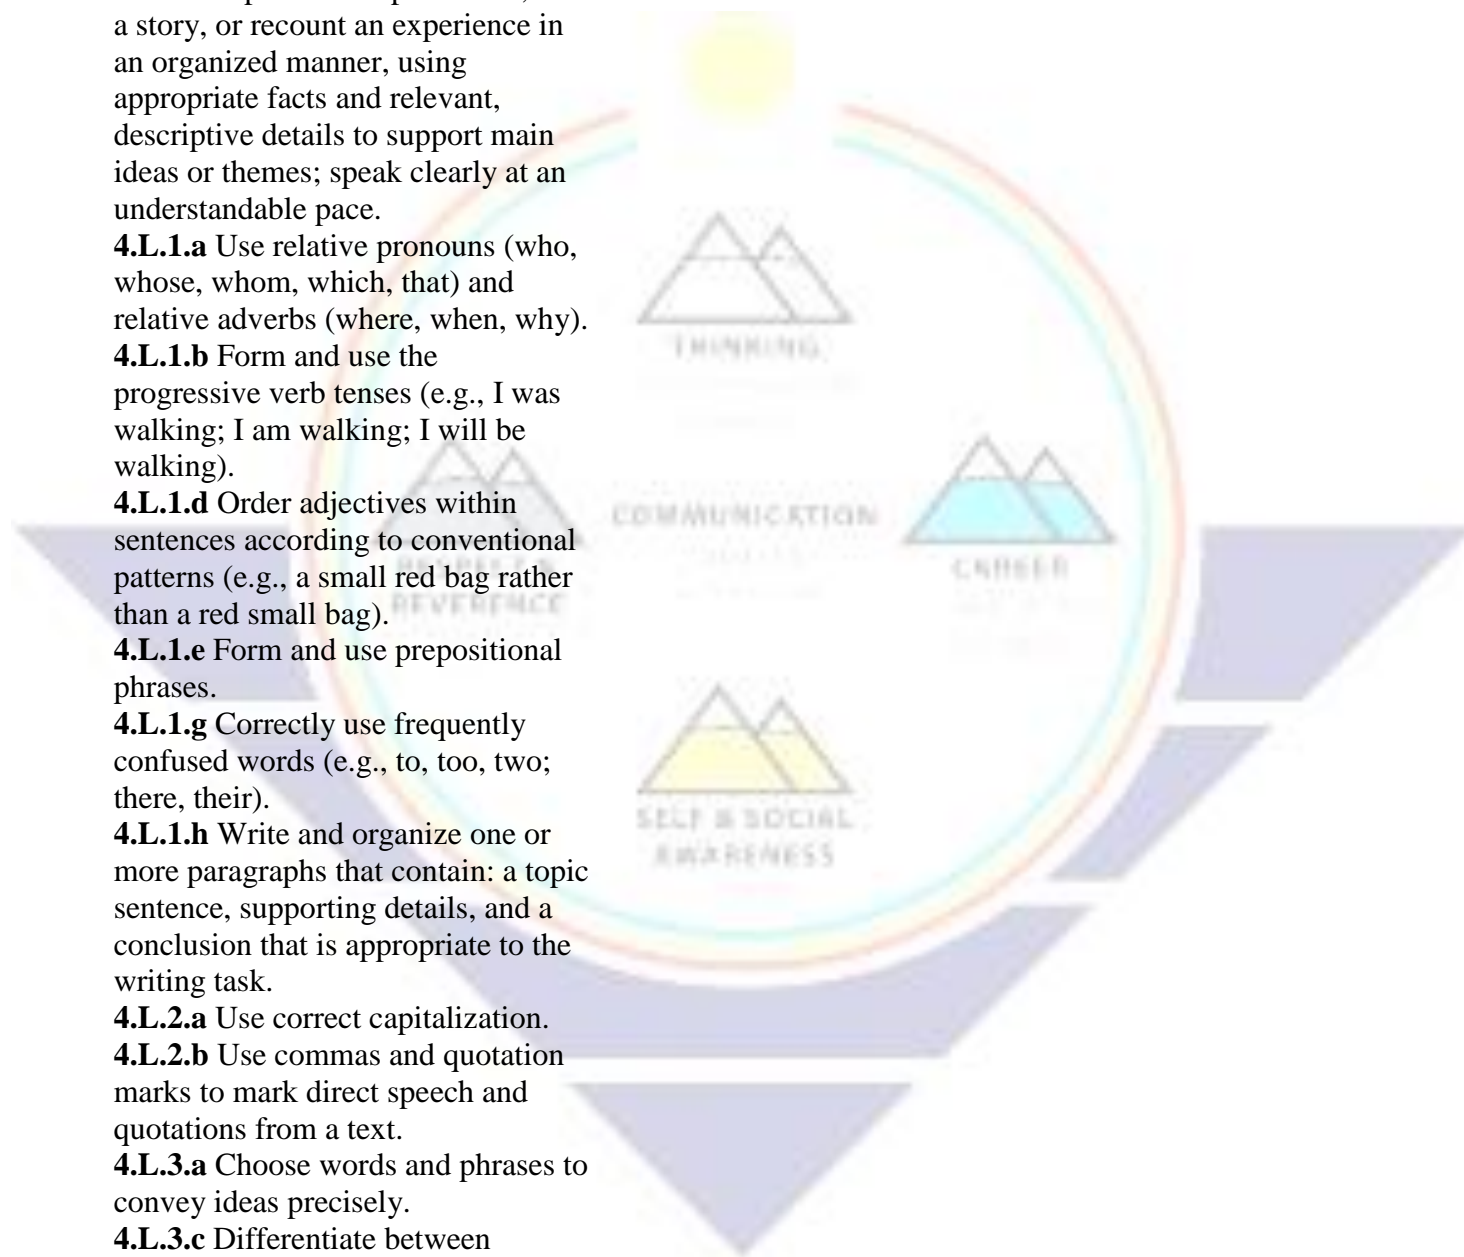 a story, or recount an experience in
an organized manner, using
appropriate facts and relevant,
descriptive details to support main
ideas or themes; speak clearly at an
understandable pace.
4.L.1.a Use relative pronouns (who,
whose, whom, which, that) and
relative adverbs (where, when, why).
4.L.1.b Form and use the
progressive verb tenses (e.g., I was
walking; I am walking; I will be
walking).
4.L.1.d Order adjectives within
sentences according to conventional
patterns (e.g., a small red bag rather
than a red small bag).
4.L.1.e Form and use prepositional
phrases.
4.L.1.g Correctly use frequently
confused words (e.g., to, too, two;
there, their).
4.L.1.h Write and organize one or
more paragraphs that contain: a topic
sentence, supporting details, and a
conclusion that is appropriate to the
writing task.
4.L.2.a Use correct capitalization.
4.L.2.b Use commas and quotation
marks to mark direct speech and
quotations from a text.
4.L.3.a Choose words and phrases to
convey ideas precisely.
4.L.3.c Differentiate between
THINKING
COMMUNICATION
RESPECT &
REVERENCE
CAREER
SELF & SOCIAL
AWARENESS